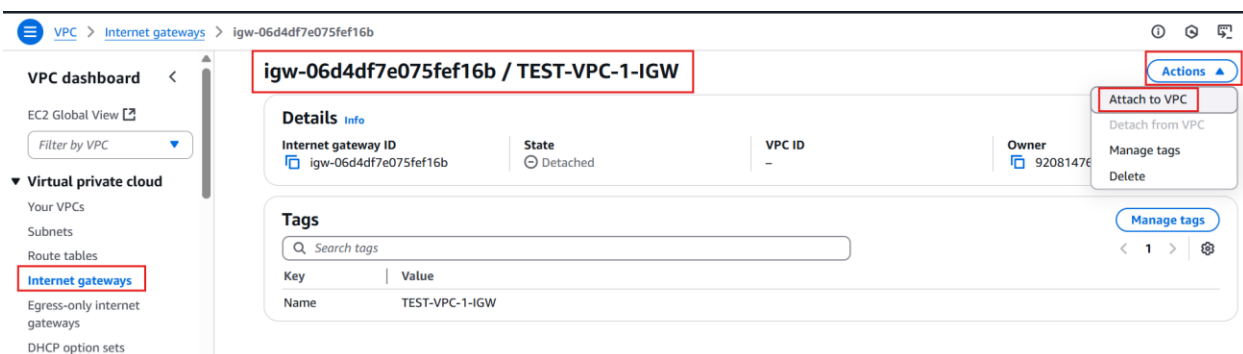 VPC > Internet gateways > igw-06d4df7e075fef16b
VPC dashboard
EC2 Global View
Filter by VPC
Virtual private cloud
Your VPCs
Subnets
Route tables
Internet gateways
Egress-only internet
gateways
DHCP option sets
igw-06d4df7e075fef16b / TEST-VPC-1-IGW
Actions
Attach to VPC
Detach from VPC
Manage tags
Delete
Details Info
Internet gateway ID
igw-06d4df7e075fef16b
State
Detached
VPC ID
–
Owner
92081476
Tags
Manage tags
Search tags
< 1 >
Key Value
Name TEST-VPC-1-IGW